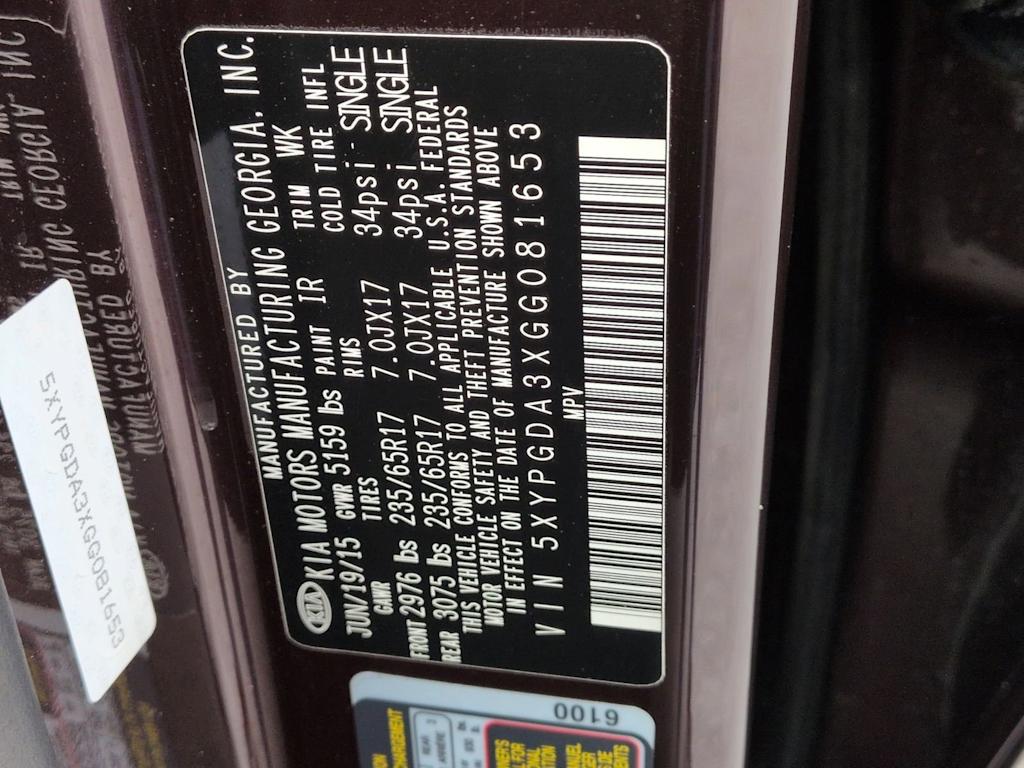 MANUFACTURED BY
KIA KIA MOTORS MANUFACTURING GEORGIA. INC.
JUN/19/15 GVWR 5159 lbs PAINT IR TRIM WK
GAWR TIRES RIMS COLD TIRE INFL
FRONT 2976 lbs 235/65R17 7.0JX17 34psi - SINGLE
REAR 3075 lbs 235/65R17 7.0JX17 34psi SINGLE
THIS VEHICLE CONFORMS TO ALL APPLICABLE U.S.A. FEDERAL
MOTOR VEHICLE SAFETY AND THEFT PREVENTION STANDARDS
IN EFFECT ON THE DATE OF MANUFACTURE SHOWN ABOVE
VIN 5XYPGDA3XGG081653
MPV
5XYPGDA3XGG081653
6100
REAR